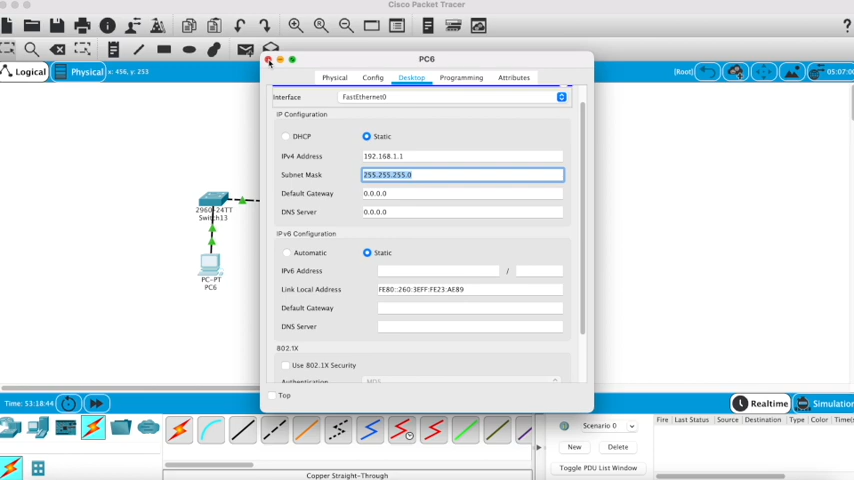 Cisco Packet Tracer
Logical
Physical
x: 456, y: 253
[Root]
05:07:00
PC6
Physical
Config
Desktop
Programming
Attributes
Interface
FastEthernet0
IP Configuration
DHCP
Static
IPv4 Address
192.168.1.1
Subnet Mask
255.255.255.0
Default Gateway
0.0.0.0
DNS Server
0.0.0.0
IPv6 Configuration
Automatic
Static
IPv6 Address
/
Link Local Address
FE80::260:3EFF:FE23:AE89
Default Gateway
DNS Server
802.1X
Use 802.1X Security
Authentication
MD5
Top
2960-24TT
Switch13
PC-PT
PC6
Time: 53:18:44
Realtime
Simulation
Scenario 0
New
Delete
Toggle PDU List Window
Fire
Last Status
Source
Destination
Type
Color
Time(s
Copper Straight-Through